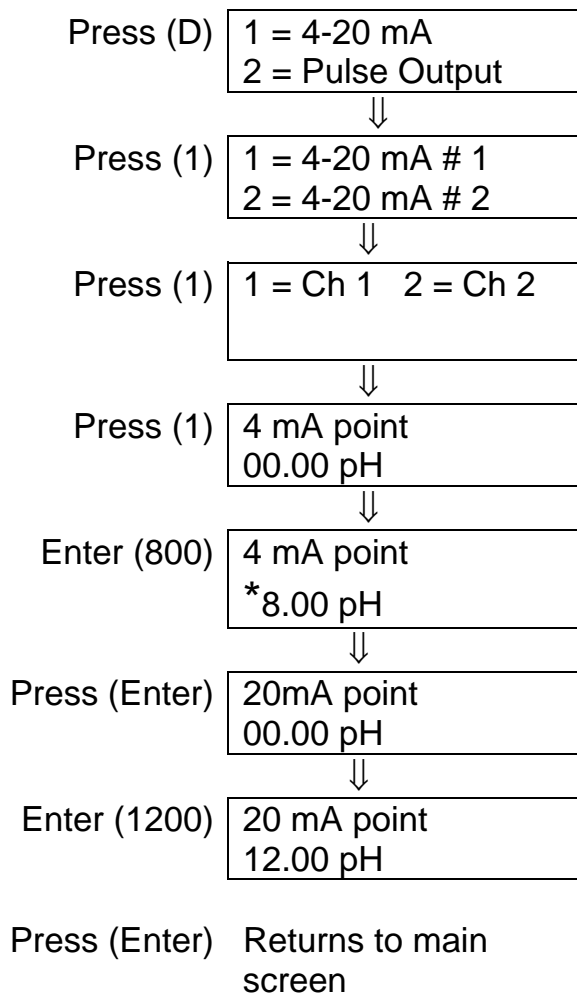 Press (D) 1 = 4-20 mA
2 = Pulse Output
⇓
Press (1) 1 = 4-20 mA # 1
2 = 4-20 mA # 2
⇓
Press (1) 1 = Ch 1 2 = Ch 2
⇓
Press (1) 4 mA point
00.00 pH
⇓
Enter (800) 4 mA point
*8.00 pH
⇓
Press (Enter) 20mA point
00.00 pH
⇓
Enter (1200) 20 mA point
12.00 pH
Press (Enter) Returns to main
screen